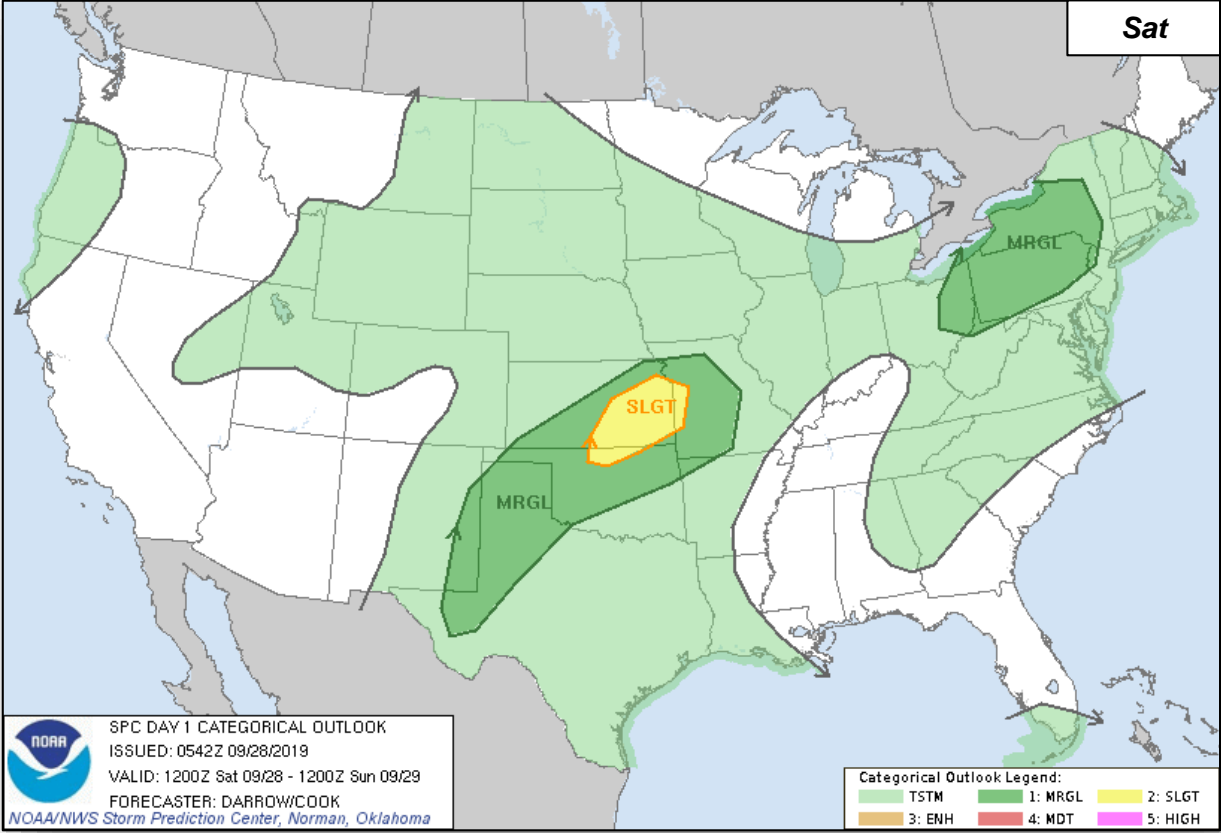 Sat
MRGL
SLGT
MRGL
NOAA
SPC DAY 1 CATEGORICAL OUTLOOK
ISSUED: 0542Z 09/28/2019
VALID: 1200Z Sat 09/28 - 1200Z Sun 09/29
FORECASTER: DARROW/COOK
NOAA/NWS Storm Prediction Center, Norman, Oklahoma
Categorical Outlook Legend:
TSTM 1: MRGL 2: SLGT
3: ENH 4: MDT 5: HIGH